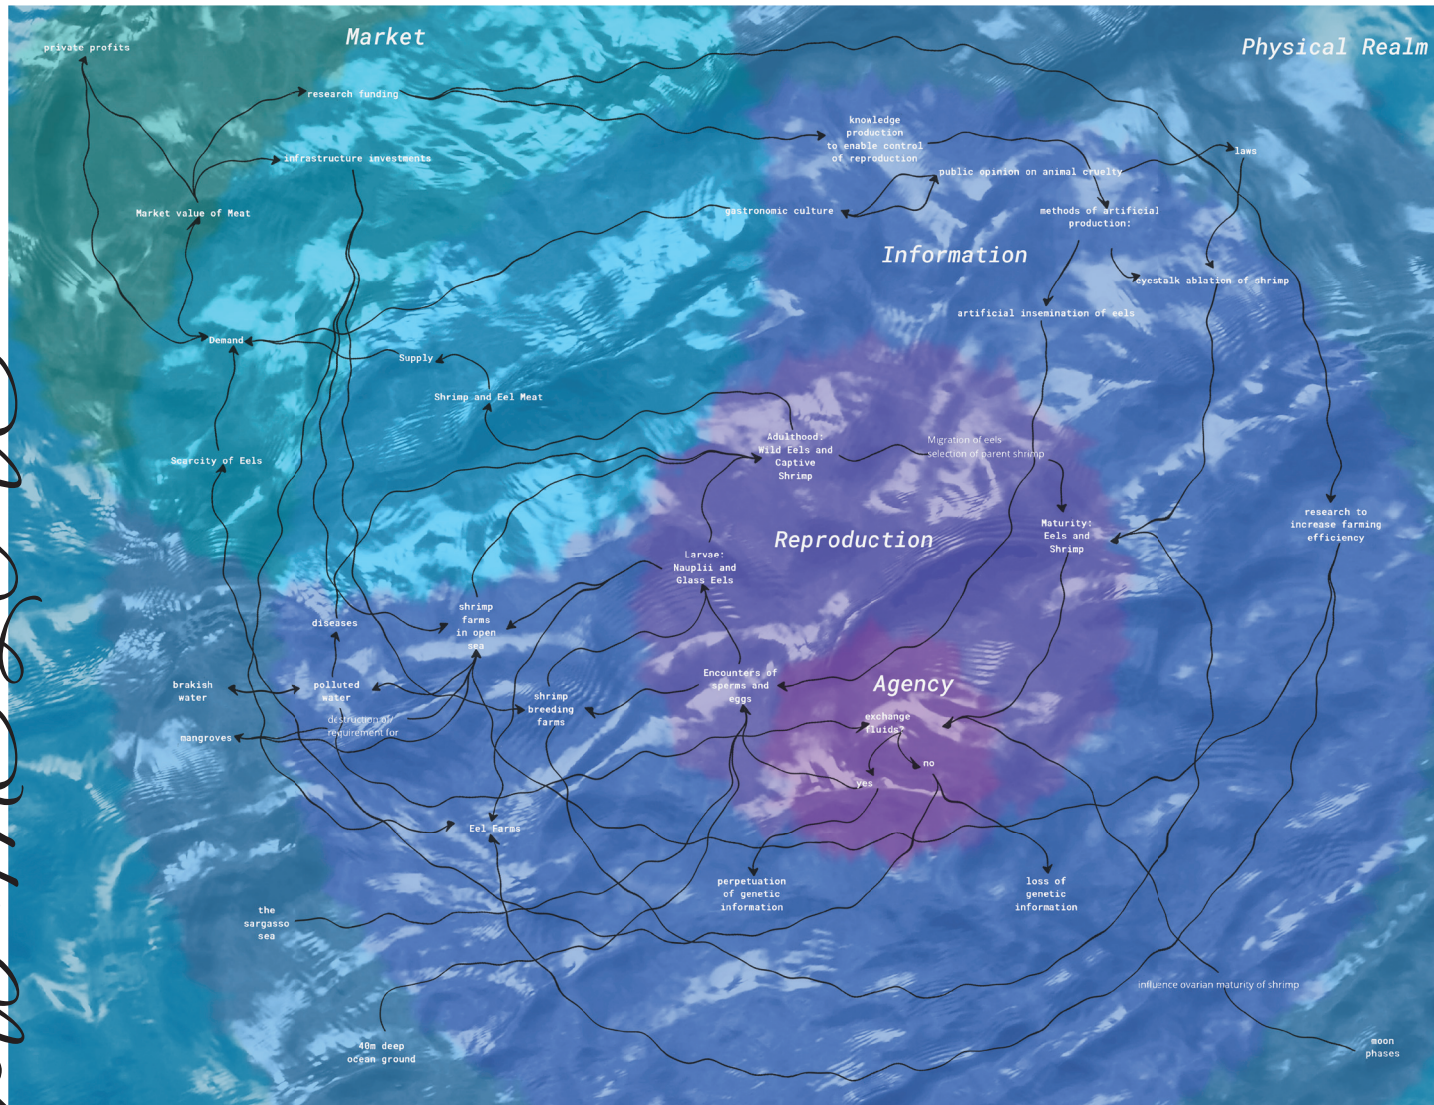 Market
Physical Realm
private profits
research funding
knowledge
production
to enable control
of reproduction
infrastructure investments
laws
public opinion on animal cruelty
Market value of Meat
gastronomic culture
methods of artificial
production:
Information
eyestalk ablation of shrimp
artificial insemination of eels
Demand
Supply
Shrimp and Eel Meat
Scarcity of Eels
Adulthood:
Wild Eels and
Captive
Shrimp
Migration of eels
selection of parent shrimp
research to
increase farming
efficiency
Maturity:
Eels and
Shrimp
Reproduction
Larvae:
Nauplii and
Glass Eels
shrimp
farms
in open
sea
diseases
brakish
water
polluted
water
shrimp
breeding
farms
Encounters of
sperms and
eggs
Agency
destruction of/
requirement for
mangroves
exchange
fluids?
no
yes
Eel Farms
perpetuation
of genetic
information
loss of
genetic
information
the
sargasso
sea
influence ovarian maturity of shrimp
40m deep
ocean ground
moon
phases